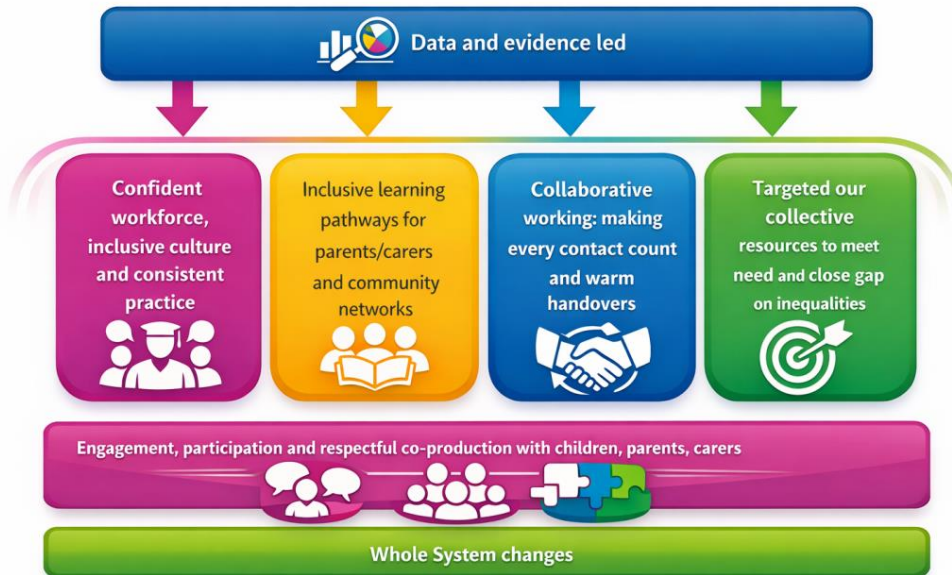 Data and evidence led
Confident
workforce,
inclusive culture
and consistent
practice
Inclusive learning
pathways for
parents/carers
and community
networks
Collaborative
working: making
every contact count
and warm
handovers
Targeted our
collective
resources to meet
need and close gap
on inequalities
Engagement, participation and respectful co-production with children, parents, carers
Whole System changes